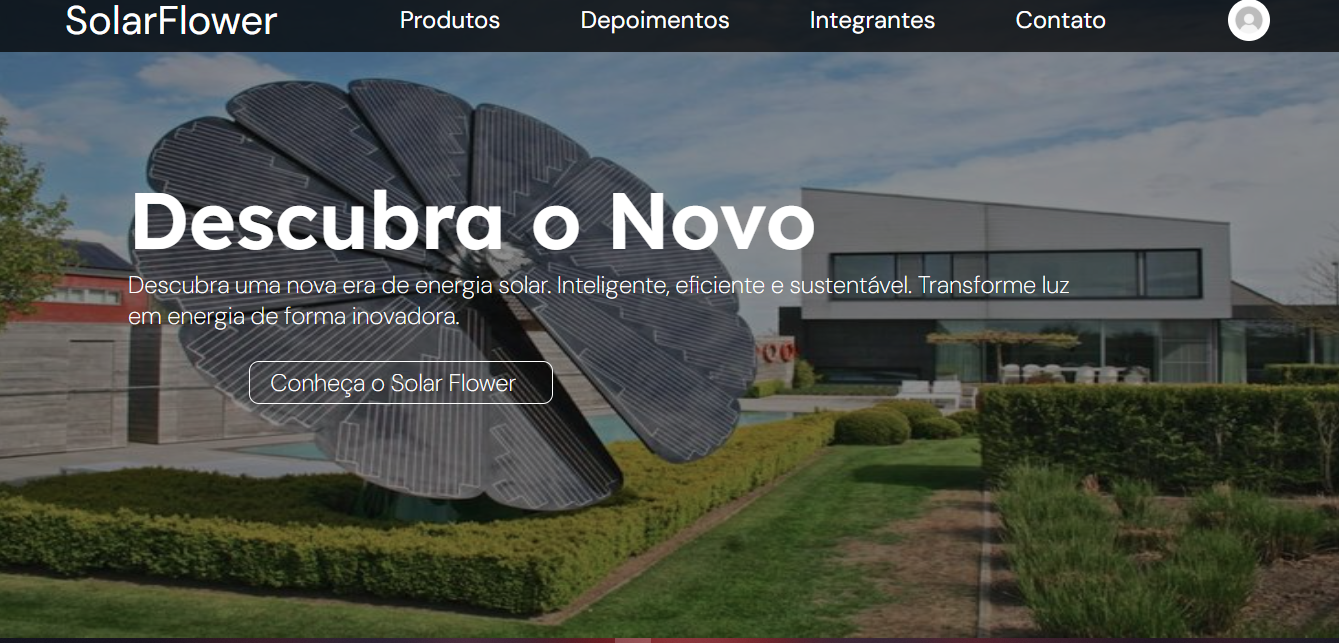 SolarFlower
Produtos
Depoimentos
Integrantes
Contato
Descubra o Novo
Descubra uma nova era de energia solar. Inteligente, eficiente e sustentável. Transforme luz
em energia de forma inovadora.
Conheça o Solar Flower